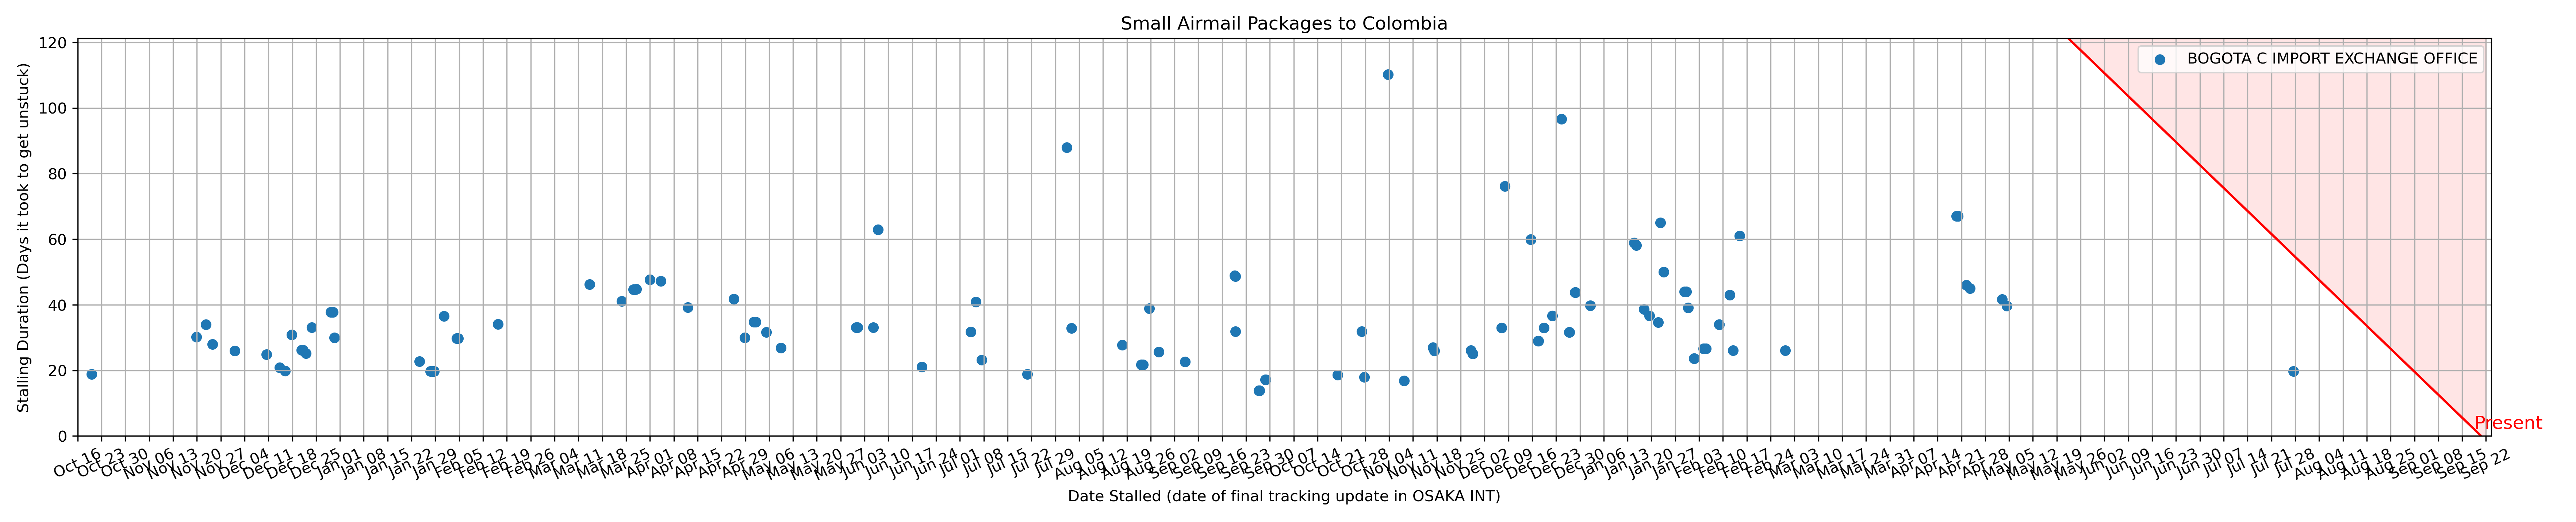 Small Airmail Packages to Colombia
BOGOTA C IMPORT EXCHANGE OFFICE
Stalling Duration (Days it took to get unstuck)
120
100
80
60
40
20
0
Present
Oct 16 Oct 23 Oct 30 Nov 06 Nov 13 Nov 20 Nov 27 Dec 04 Dec 11 Dec 18 Dec 25 Jan 01 Jan 08 Jan 15 Jan 22 Jan 29 Feb 05 Feb 12 Feb 19 Feb 26 Mar 04 Mar 11 Mar 18 Mar 25 Apr 01 Apr 08 Apr 15 Apr 22 Apr 29 May 06 May 13 May 20 May 27 Jun 03 Jun 10 Jun 17 Jun 24 Jul 01 Jul 08 Jul 15 Jul 22 Jul 29 Aug 05 Aug 12 Aug 19 Aug 26 Sep 02 Sep 09 Sep 16 Sep 23 Sep 30 Oct 07 Oct 14 Oct 21 Oct 28 Nov 04 Nov 11 Nov 18 Nov 25 Dec 02 Dec 09 Dec 16 Dec 23 Dec 30 Jan 06 Jan 13 Jan 20 Jan 27 Feb 03 Feb 10 Feb 17 Feb 24 Mar 03 Mar 10 Mar 17 Mar 24 Mar 31 Apr 07 Apr 14 Apr 21 Apr 28 May 05 May 12 May 19 May 26 Jun 02 Jun 09 Jun 16 Jun 23 Jun 30 Jul 07 Jul 14 Jul 21 Jul 28 Aug 04 Aug 11 Aug 18 Aug 25 Sep 01 Sep 08 Sep 15 Sep 22
Date Stalled (date of final tracking update in OSAKA INT)